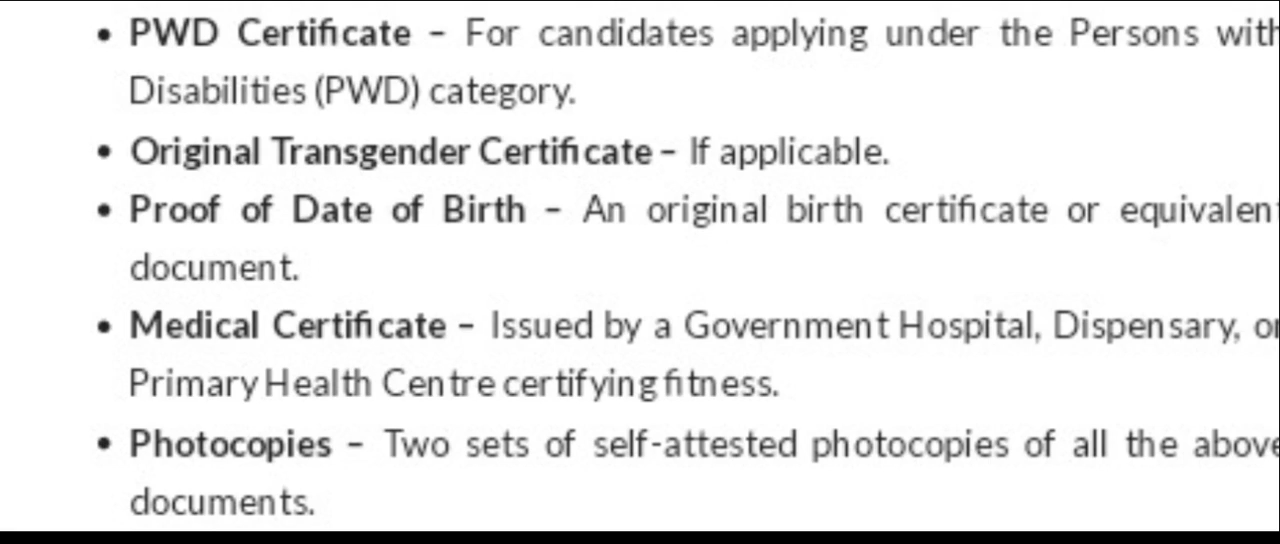 • PWD Certificate – For candidates applying under the Persons with
Disabilities (PWD) category.
• Original Transgender Certificate – If applicable.
• Proof of Date of Birth – An original birth certificate or equivalent
document.
• Medical Certificate – Issued by a Government Hospital, Dispensary, or
Primary Health Centre certifying fitness.
• Photocopies – Two sets of self-attested photocopies of all the above
documents.